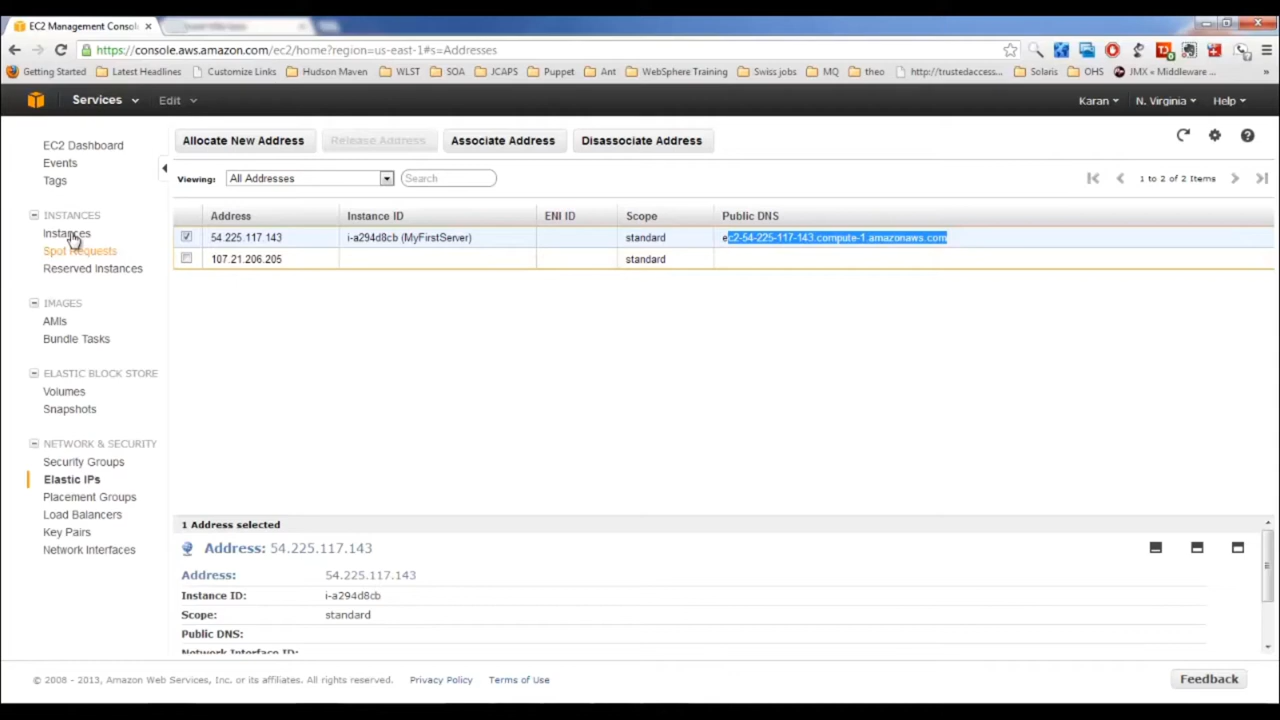 EC2 Management Consol
https://console.aws.amazon.com/ec2/home?region=us-east-1#s=Addresses
Getting Started Latest Headlines Customize Links Hudson Maven WLST SOA JCAPS Puppet Ant WebSphere Training Swiss jobs MQ theo http://trustedaccess... Solaris OHS JMX « Middleware ...
Services Edit Karan N. Virginia Help
EC2 Dashboard
Events
Tags
INSTANCES
Instances
Spot Requests
Reserved Instances
IMAGES
AMIs
Bundle Tasks
ELASTIC BLOCK STORE
Volumes
Snapshots
NETWORK & SECURITY
Security Groups
Elastic IPs
Placement Groups
Load Balancers
Key Pairs
Network Interfaces
Allocate New Address Release Address Associate Address Disassociate Address
Viewing: All Addresses Search 1 to 2 of 2 Items
Address Instance ID ENI ID Scope Public DNS
54.225.117.143 i-a294d8cb (MyFirstServer) standard ec2-54-225-117-143.compute-1.amazonaws.com
107.21.206.205 standard
1 Address selected
Address: 54.225.117.143
Address: 54.225.117.143
Instance ID: i-a294d8cb
Scope: standard
Public DNS:
Network Interface ID:
© 2008 - 2013, Amazon Web Services, Inc. or its affiliates. All rights reserved. Privacy Policy Terms of Use Feedback